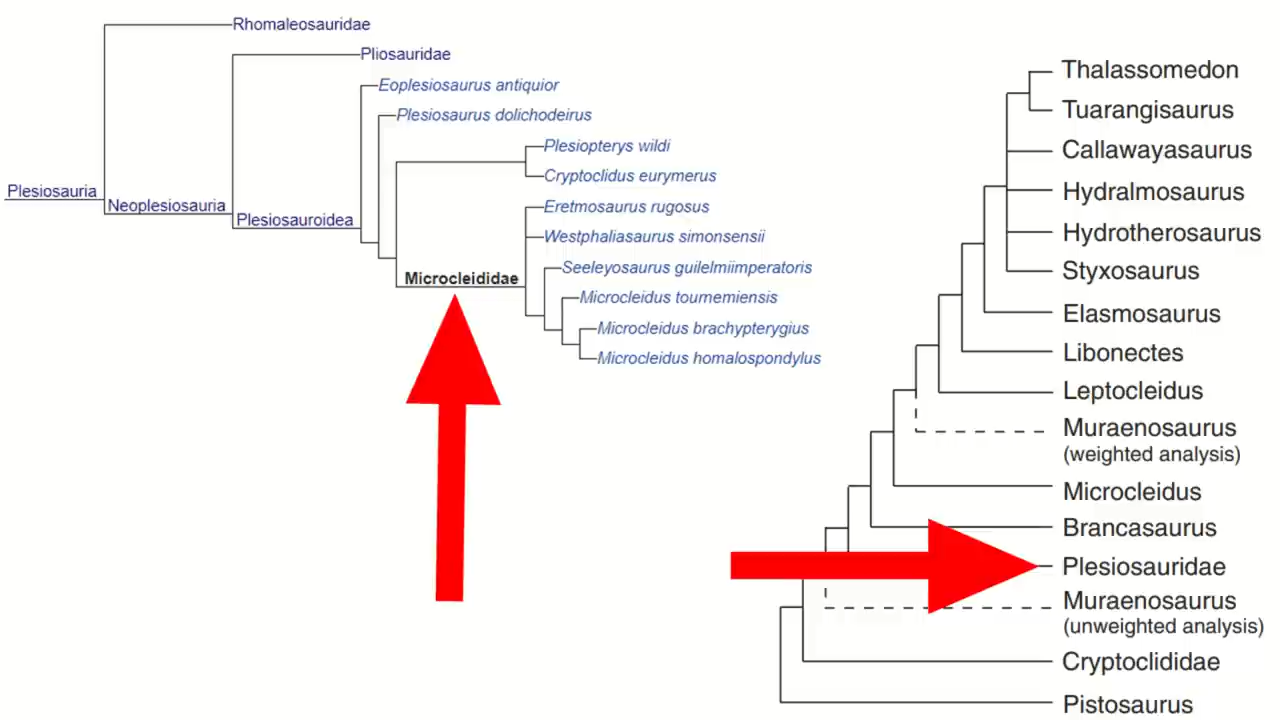 Rhomaleosauridae
Pliosauridae
Eoplesiosaurus antiquior
Plesiosaurus dolichodeirus
Plesiopterys wildi
Cryptoclidus eurymerus
Plesiosauria
Neoplesiosauria
Plesiosauroidea
Eretmosaurus rugosus
Westphaliasaurus simonsensii
Seeleyosaurus guilelmiimperatoris
Microcleididae
Microcleidus tournemiensis
Microcleidus brachypterygius
Microcleidus homalospondylus
Thalassomedon
Tuarangisaurus
Callawayasaurus
Hydralmosaurus
Hydrotherosaurus
Styxosaurus
Elasmosaurus
Libonectes
Leptocleidus
Muraenosaurus
(weighted analysis)
Microcleidus
Brancasaurus
Plesiosauridae
Muraenosaurus
(unweighted analysis)
Cryptoclididae
Pistosaurus